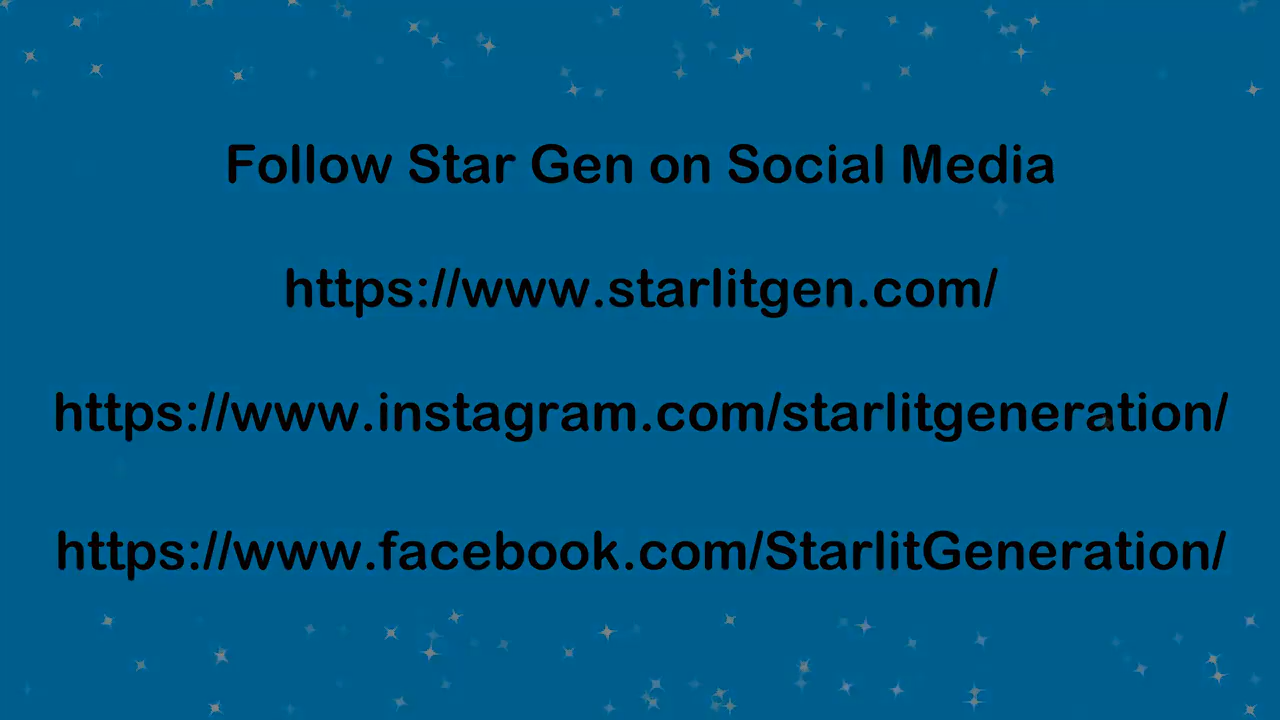 Follow Star Gen on Social Media
https://www.starlitgen.com/
https://www.instagram.com/starlitgeneration/
https://www.facebook.com/StarlitGeneration/